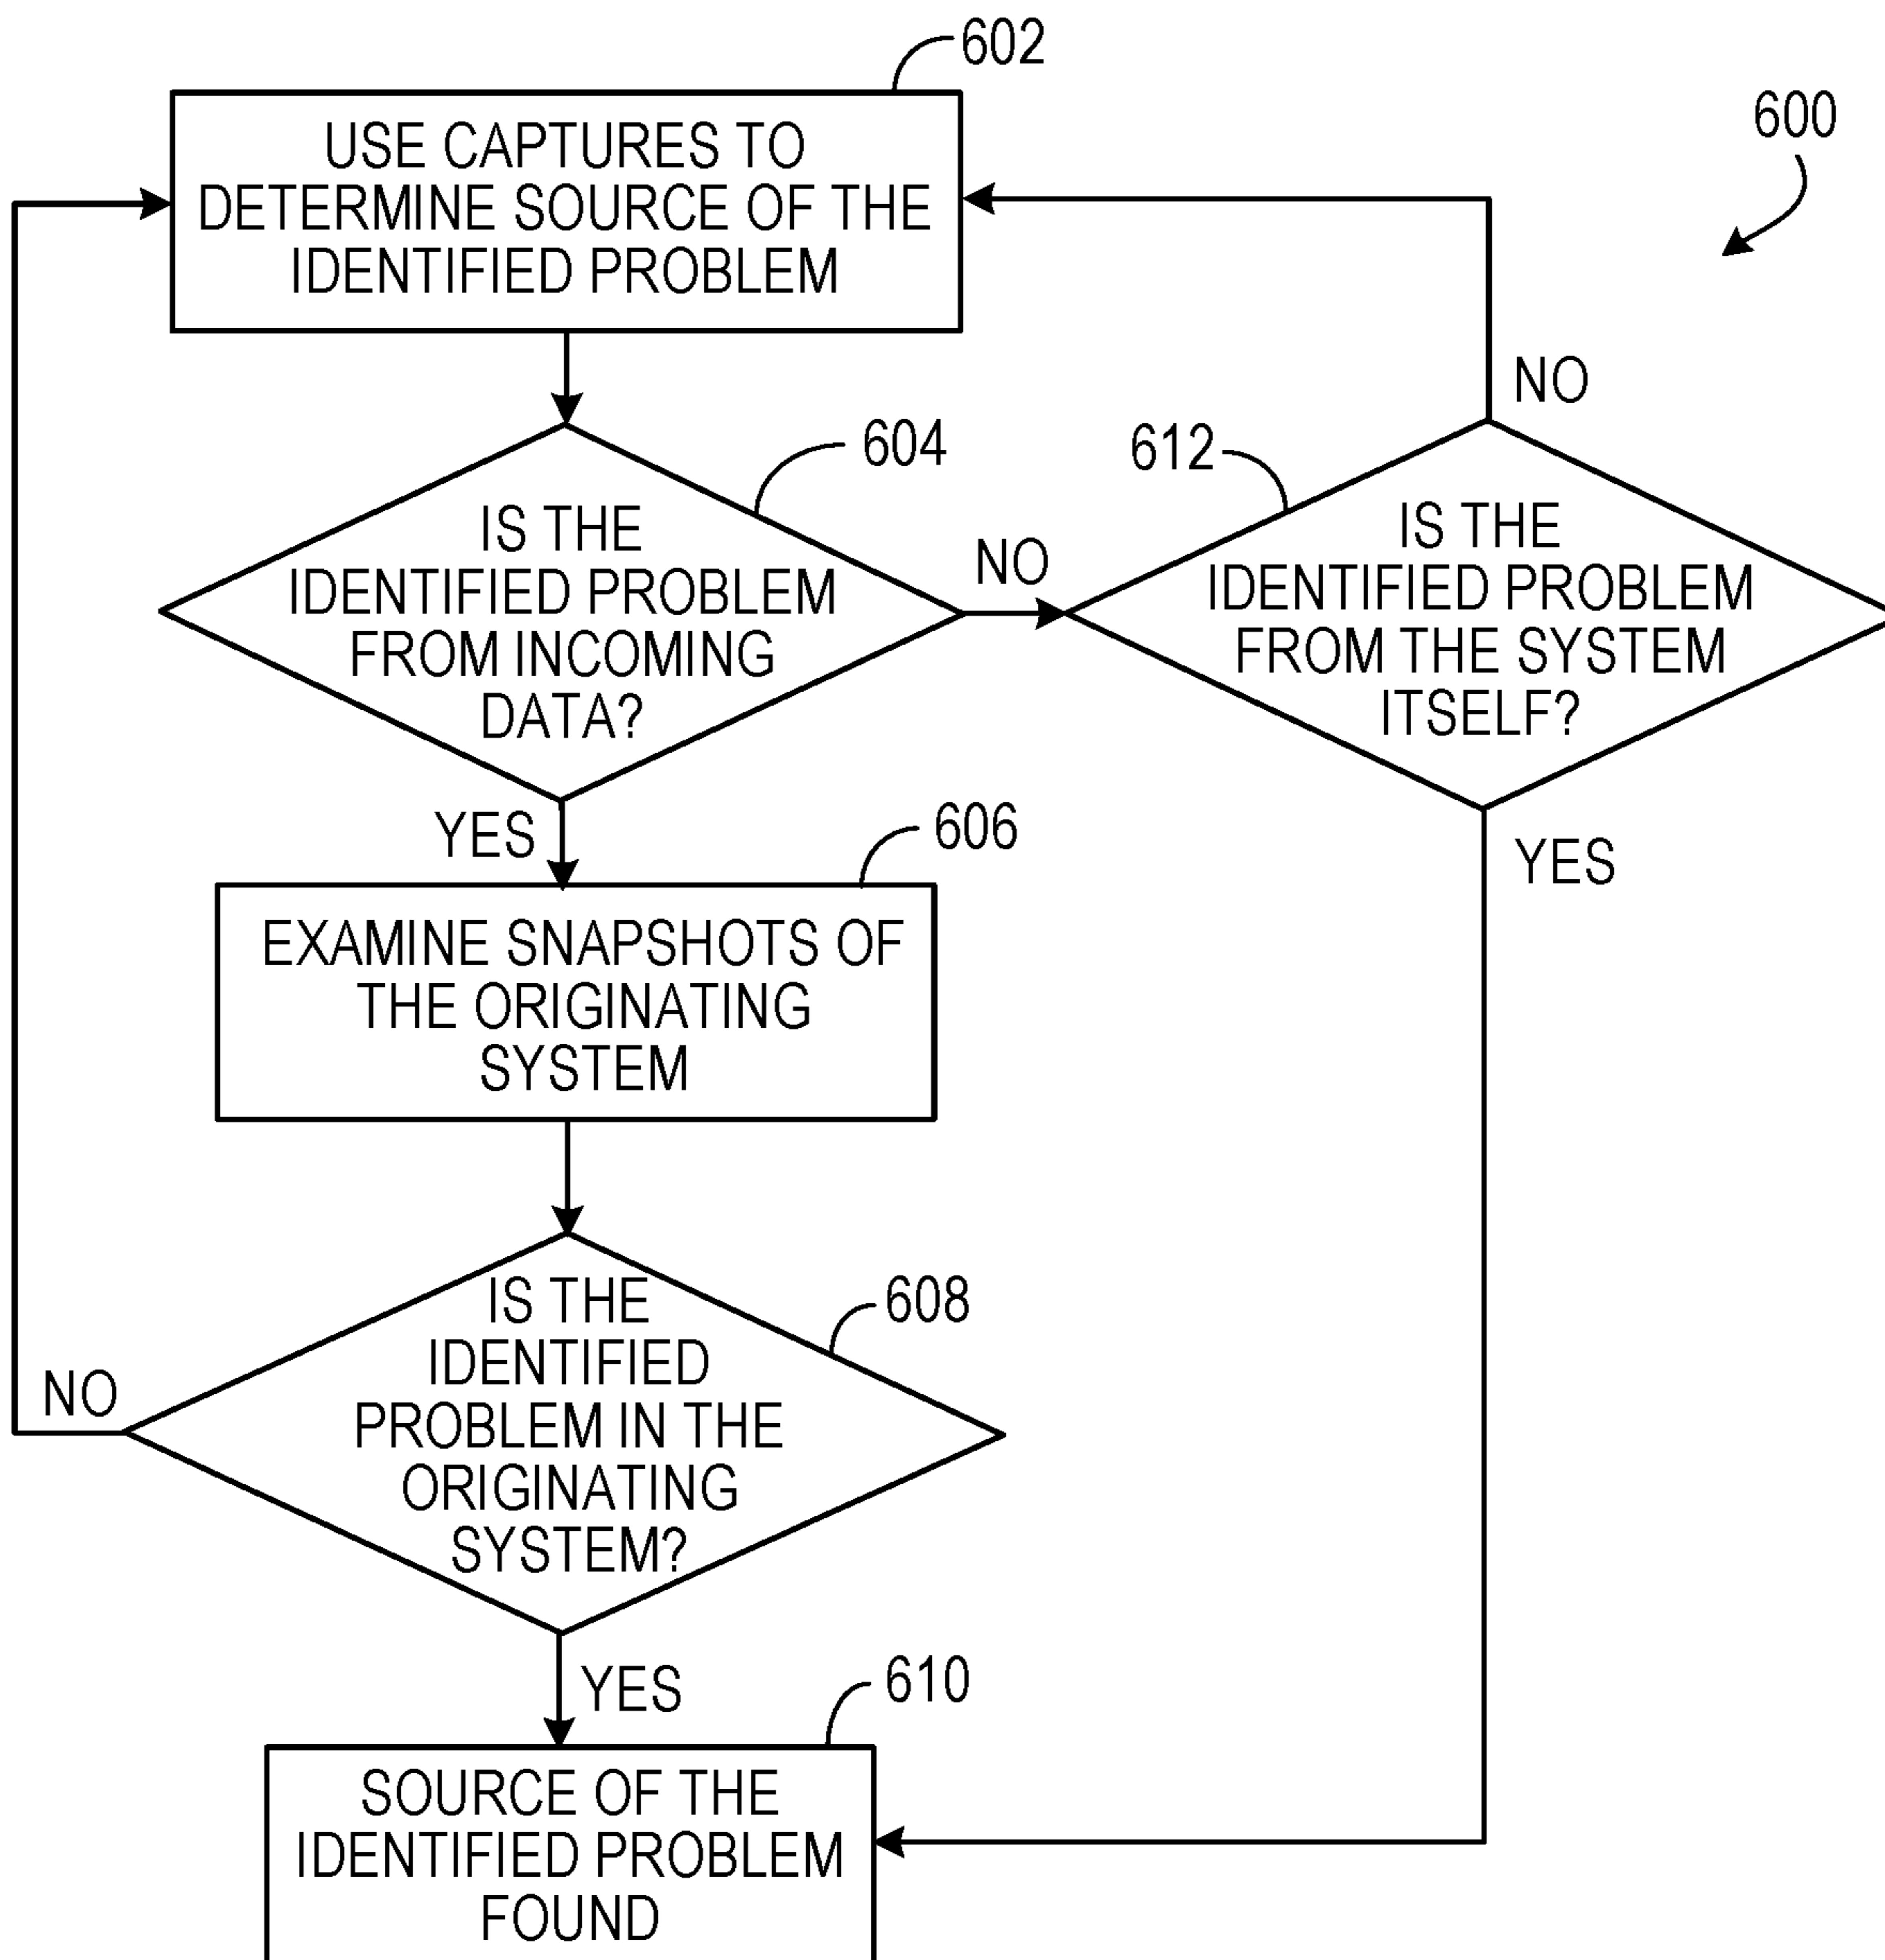 602
USE CAPTURES TO
DETERMINE SOURCE OF THE
IDENTIFIED PROBLEM
600
NO
604
IS THE
IDENTIFIED PROBLEM
FROM INCOMING
DATA?
NO
612
IS THE
IDENTIFIED PROBLEM
FROM THE SYSTEM
ITSELF?
YES
YES
606
EXAMINE SNAPSHOTS OF
THE ORIGINATING
SYSTEM
608
IS THE
IDENTIFIED
PROBLEM IN THE
ORIGINATING
SYSTEM?
NO
YES
610
SOURCE OF THE
IDENTIFIED PROBLEM
FOUND